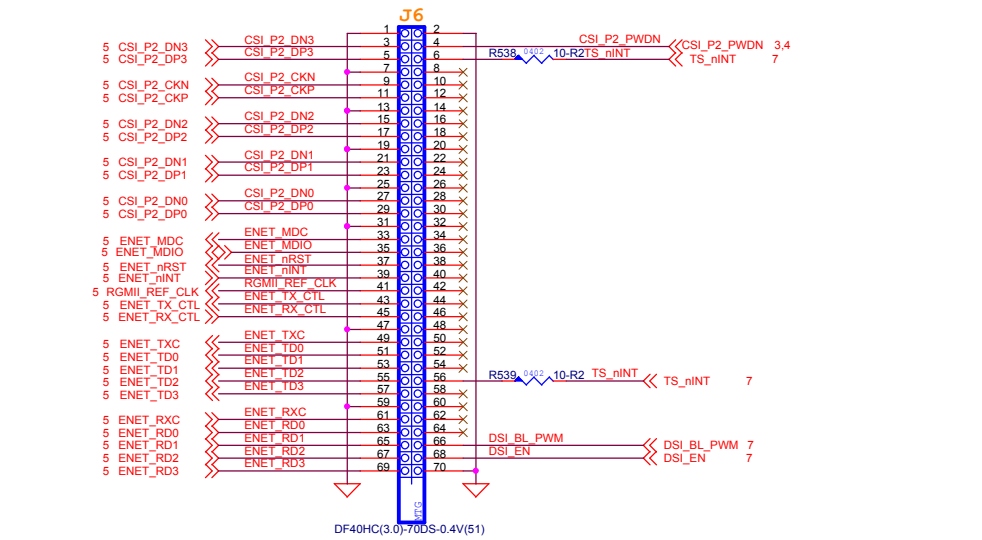 J6
1 2
CSI_P2_PWDN
5 CSI_P2_DN3 CSI_P2_DN3 3 4 CSI_P2_PWDN 3,4
5 CSI_P2_DP3 CSI_P2_DP3 5 6 R538 0402 10-R2 TS_nINT TS_nINT 7
7 8
5 CSI_P2_CKN CSI_P2_CKN 9 10
5 CSI_P2_CKP CSI_P2_CKP 11 12
13 14
5 CSI_P2_DN2 CSI_P2_DN2 15 16
5 CSI_P2_DP2 CSI_P2_DP2 17 18
19 20
5 CSI_P2_DN1 CSI_P2_DN1 21 22
5 CSI_P2_DP1 CSI_P2_DP1 23 24
25 26
5 CSI_P2_DN0 CSI_P2_DN0 27 28
5 CSI_P2_DP0 CSI_P2_DP0 29 30
31 32
5 ENET_MDC ENET_MDC 33 34
5 ENET_MDIO ENET_MDIO 35 36
5 ENET_nRST ENET_nRST 37 38
5 ENET_nINT ENET_nINT 39 40
5 RGMII_REF_CLK RGMII_REF_CLK 41 42
5 ENET_TX_CTL ENET_TX_CTL 43 44
5 ENET_RX_CTL ENET_RX_CTL 45 46
47 48
5 ENET_TXC ENET_TXC 49 50
5 ENET_TD0 ENET_TD0 51 52
5 ENET_TD1 ENET_TD1 53 54
5 ENET_TD2 ENET_TD2 55 56 R539 0402 10-R2 TS_nINT TS_nINT 7
5 ENET_TD3 ENET_TD3 57 58
59 60
5 ENET_RXC ENET_RXC 61 62
5 ENET_RD0 ENET_RD0 63 64
5 ENET_RD1 ENET_RD1 65 66 DSI_BL_PWM DSI_BL_PWM 7
5 ENET_RD2 ENET_RD2 67 68 DSI_EN DSI_EN 7
5 ENET_RD3 ENET_RD3 69 70
MTG
DF40HC(3.0)-70DS-0.4V(51)